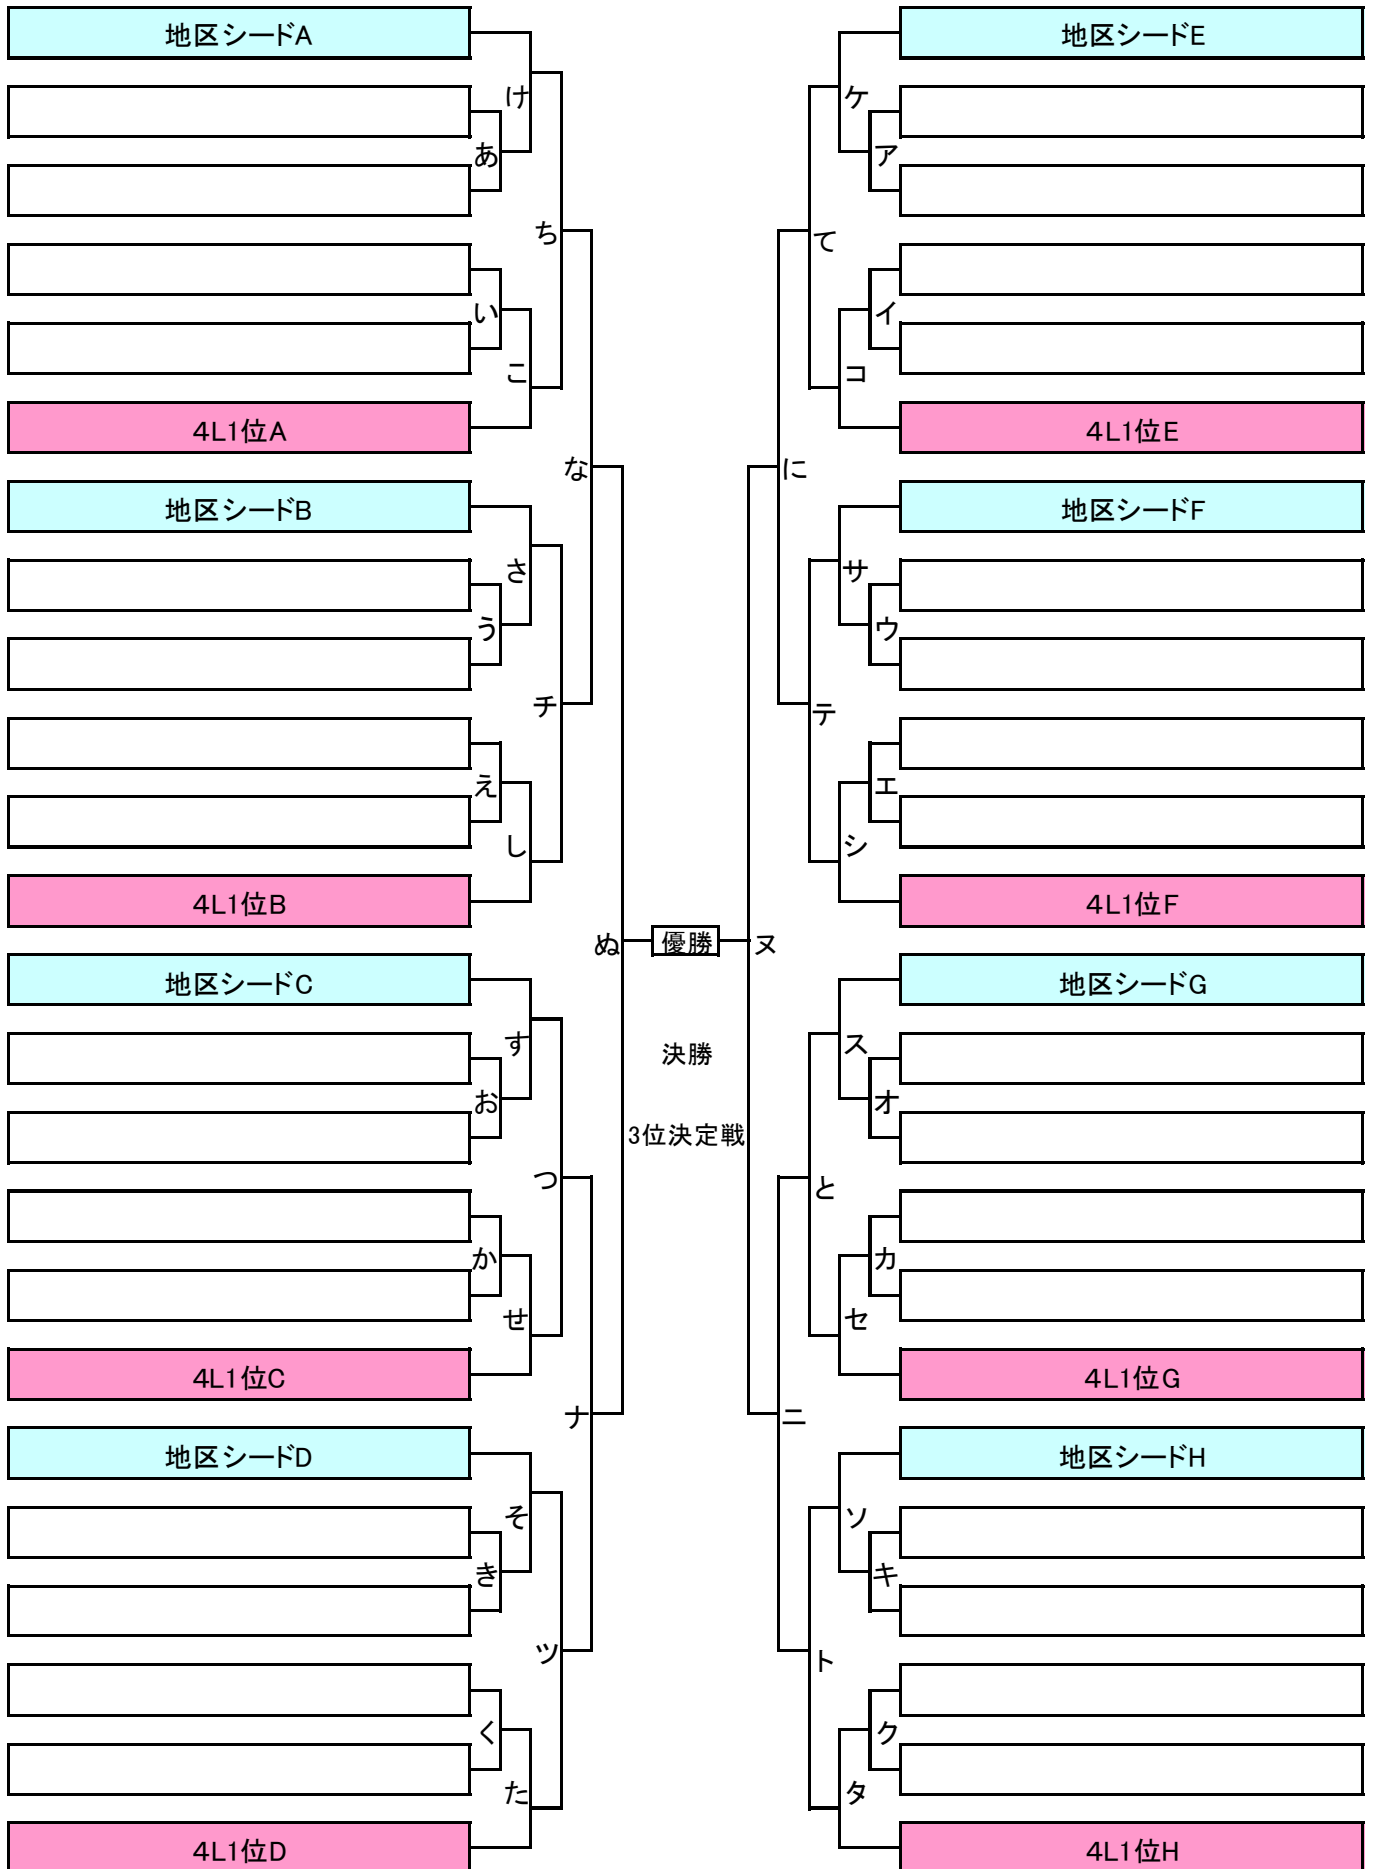 地区シードA
け
あ
ち
い
こ
4L1位A
な
地区シードB
さ
う
チ
え
し
4L1位B
ぬ
地区シードC
す
お
つ
か
せ
4L1位C
ナ
地区シードD
そ
き
ツ
く
た
4L1位D
優勝
決勝
3位決定戦
地区シードE
ケ
ア
て
イ
コ
4L1位E
に
地区シードF
サ
ウ
テ
エ
シ
4L1位F
ヌ
地区シードG
ス
オ
と
カ
セ
4L1位G
ニ
地区シードH
ソ
キ
ト
ク
タ
4L1位H